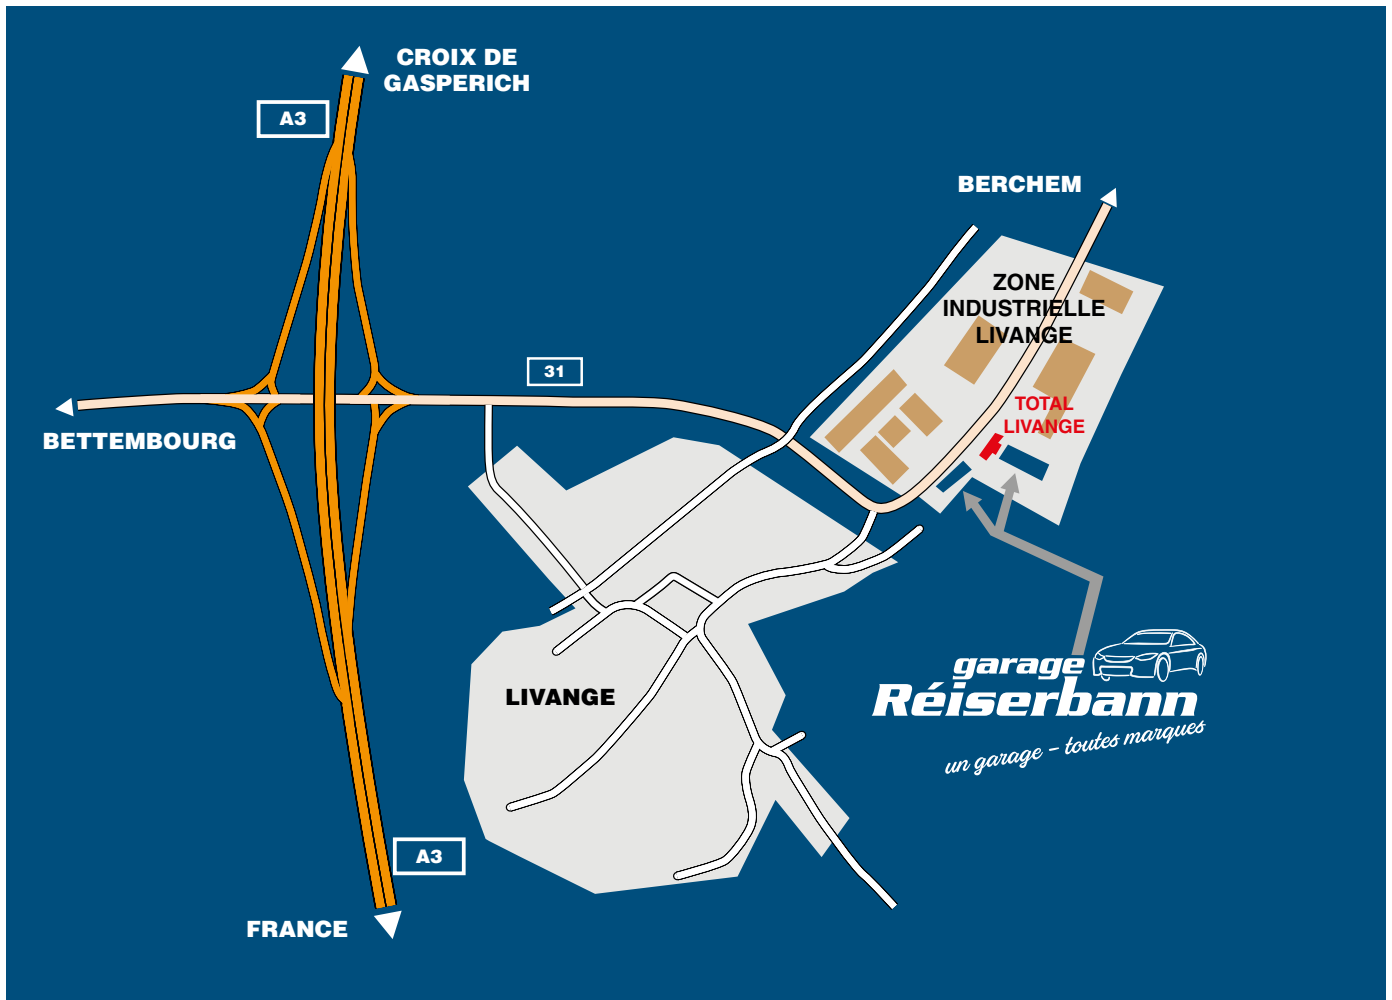 CROIX DE
GASPERICH
A3
BERCHEM
ZONE
INDUSTRIELLE
LIVANGE
31
TOTAL
LIVANGE
BETTEMBOURG
garage
Réiserbann
un garage – toutes marques
LIVANGE
A3
FRANCE